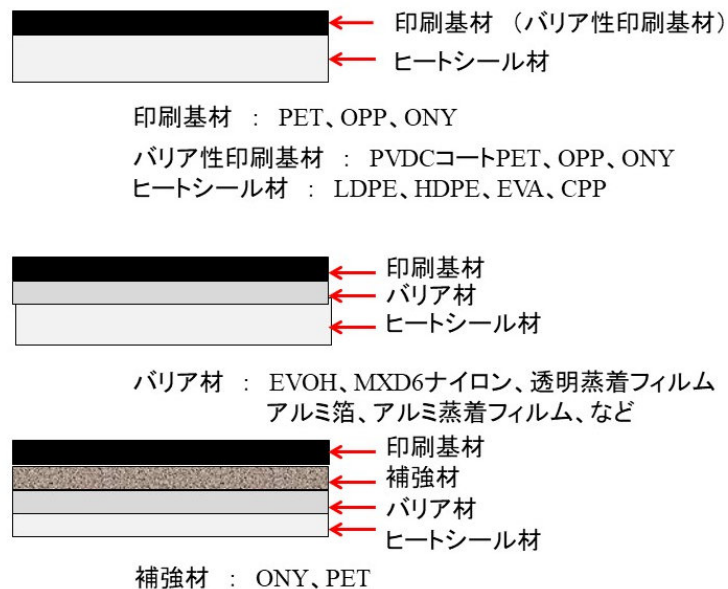 印刷基材 （バリア性印刷基材）
ヒートシール材
印刷基材 ： PET、OPP、ONY
バリア性印刷基材 ： PVDCコートPET、OPP、ONY
ヒートシール材 ： LDPE、HDPE、EVA、CPP
印刷基材
バリア材
ヒートシール材
バリア材 ： EVOH、MXD6ナイロン、透明蒸着フィルム
アルミ箔、アルミ蒸着フィルム、など
印刷基材
補強材
バリア材
ヒートシール材
補強材 ： ONY、PET